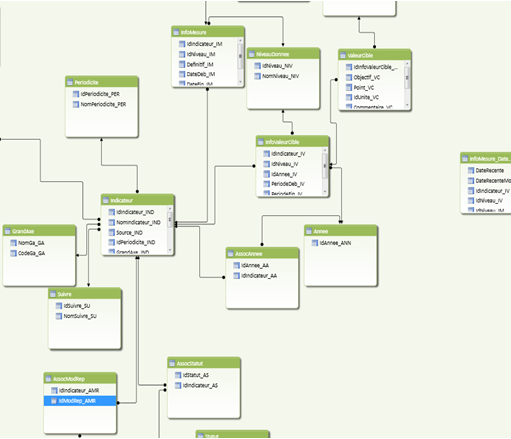 InfoMesure
IdIndicateur_IM
IdNiveau_IM
Definitif_IM
DateDeb_IM
DateFin_IM
NiveauDonnee
IdNiveau_NIV
NomNiveau_NIV
ValeurCible
IdInfoValeurCible_...
Objectif_VC
Point_VC
IdUnite_VC
Commentaire_VC
Periodicite
IdPeriodicite_PER
NomPeriodicite_PER
InfoValeurCible
IdIndicateur_IV
IdNiveau_IV
IdAnnee_IV
PeriodeDeb_IV
PeriodeFin_IV
InfoMesure_Date...
DateRecente
DateRecenteMo
IdIndicateur_IV
IdNiveau_IV
IdNiveau_IM
Indicateur
IdIndicateur_IND
NomIndicateur_IND
Source_IND
IdPeriodicite_IND
GrandAxe_IND
GrandAxe
NomGa_GA
CodeGa_GA
AssocAnnee
IdAnnee_AA
IdIndicateur_AA
Annee
IdAnnee_ANN
Suivre
IdSuivre_SU
NomSuivre_SU
AssocModRep
IdIndicateur_AMR
IdModRep_AMR
AssocStatut
IdStatut_AS
IdIndicateur_AS
Statut